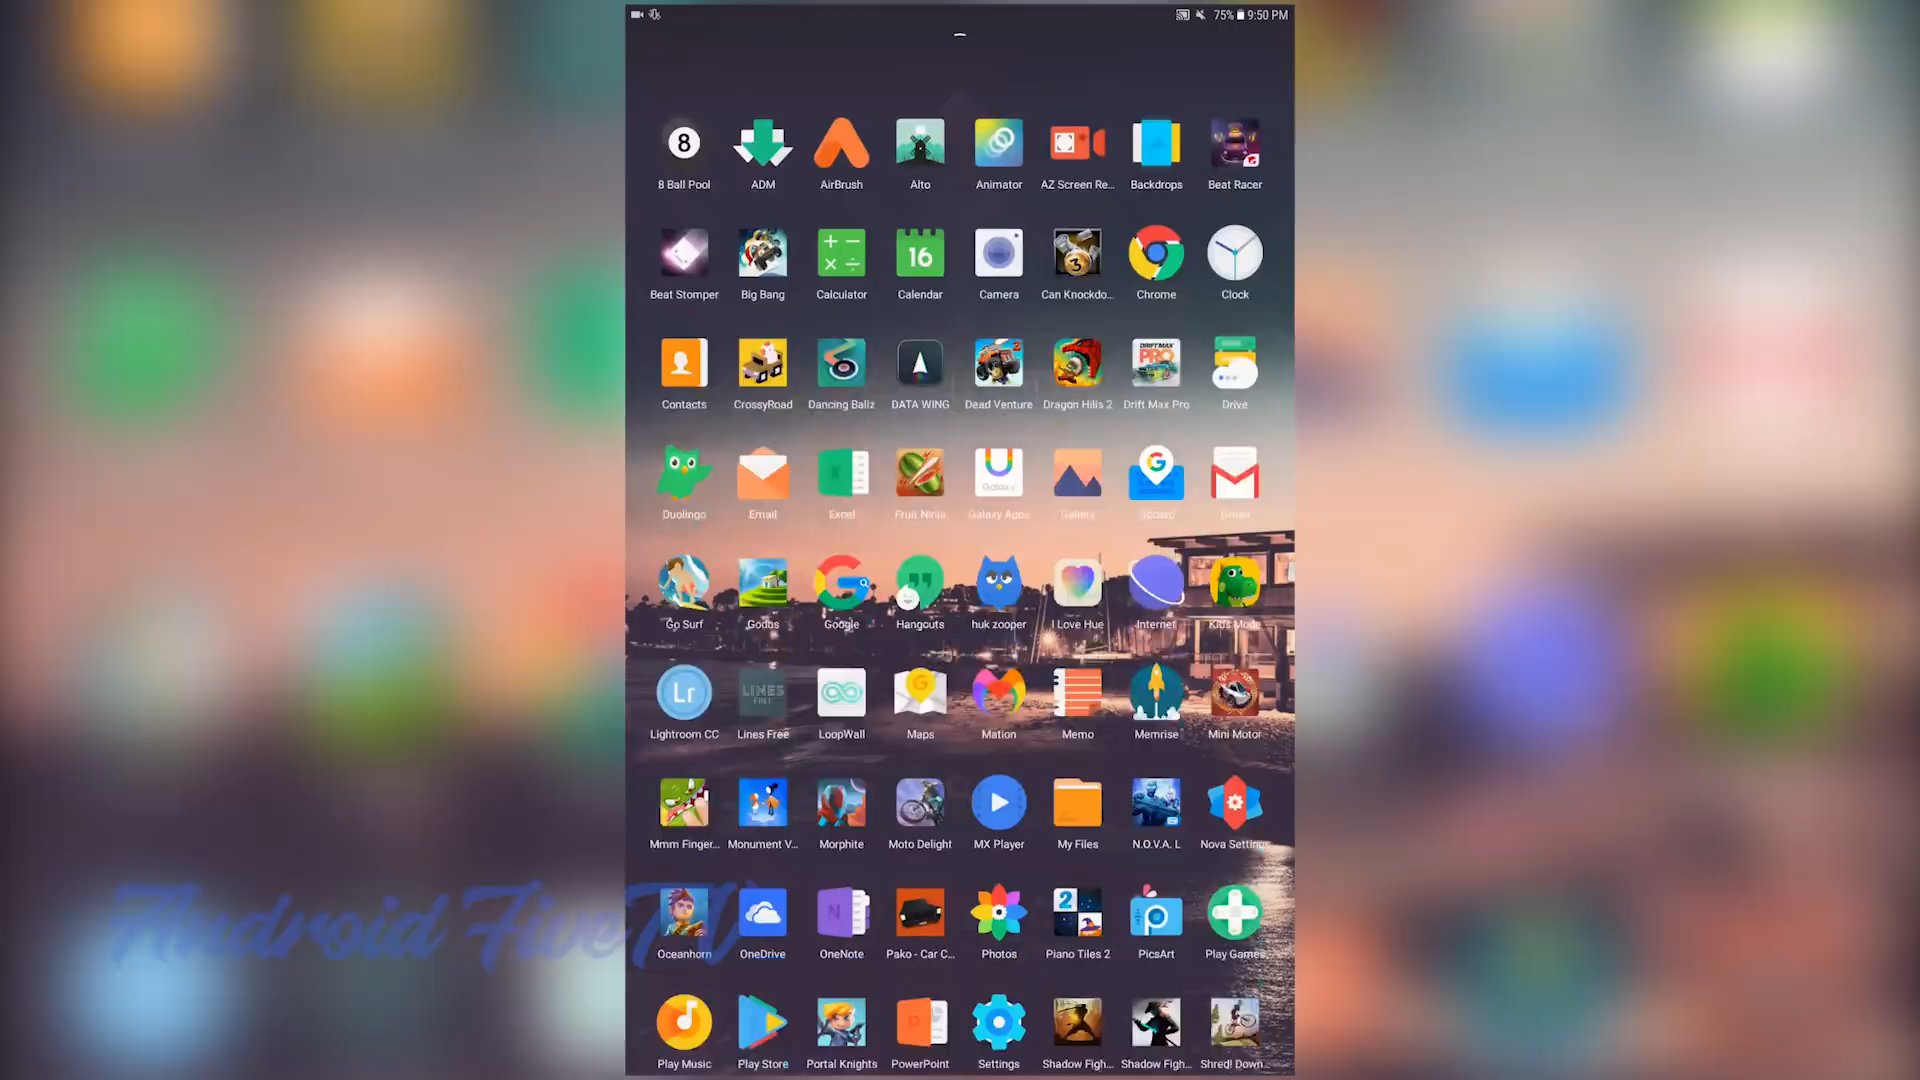 75% 9:50 PM
8 Ball Pool ADM AirBrush Alto Animator AZ Screen Re... Backdrops Beat Racer
Beat Stomper Big Bang Calculator Calendar Camera Can Knockdo... Chrome Clock
Contacts CrossyRoad Dancing Ballz DATA WING Dead Venture Dragon Hills 2 Drift Max Pro Drive
Duolingo Email Excel Fruit Ninja Galaxy Apps Gallery Gboard Gmail
Go Surf Godus Google Hangouts huk zooper I Love Hue Internet Kids Mode
Lightroom CC Lines Free LoopWall Maps Mation Memo Memrise Mini Motor
Mmm Finger... Monument V... Morphite Moto Delight MX Player My Files N.O.V.A. L Nova Settings
Android FiveTV
Oceanhorn OneDrive OneNote Pako - Car C... Photos Piano Tiles 2 PicsArt Play Games
Play Music Play Store Portal Knights PowerPoint Settings Shadow Figh... Shadow Figh... Shred! Down...